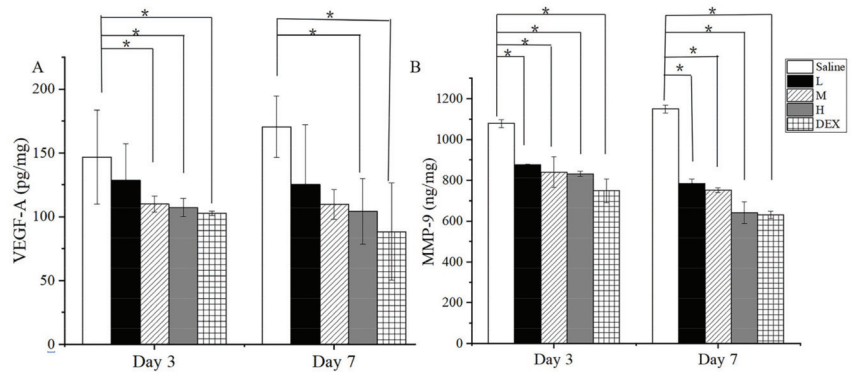 * * * *
* * * * * *
A
250
200
150
100
50
0
VEGF-A (pg/mg)
Day 3 Day 7
* * * *
* * * *
B
1200
1000
800
600
400
200
0
MMP-9 (ng/mg)
Day 3 Day 7
Saline
L
M
H
DEX